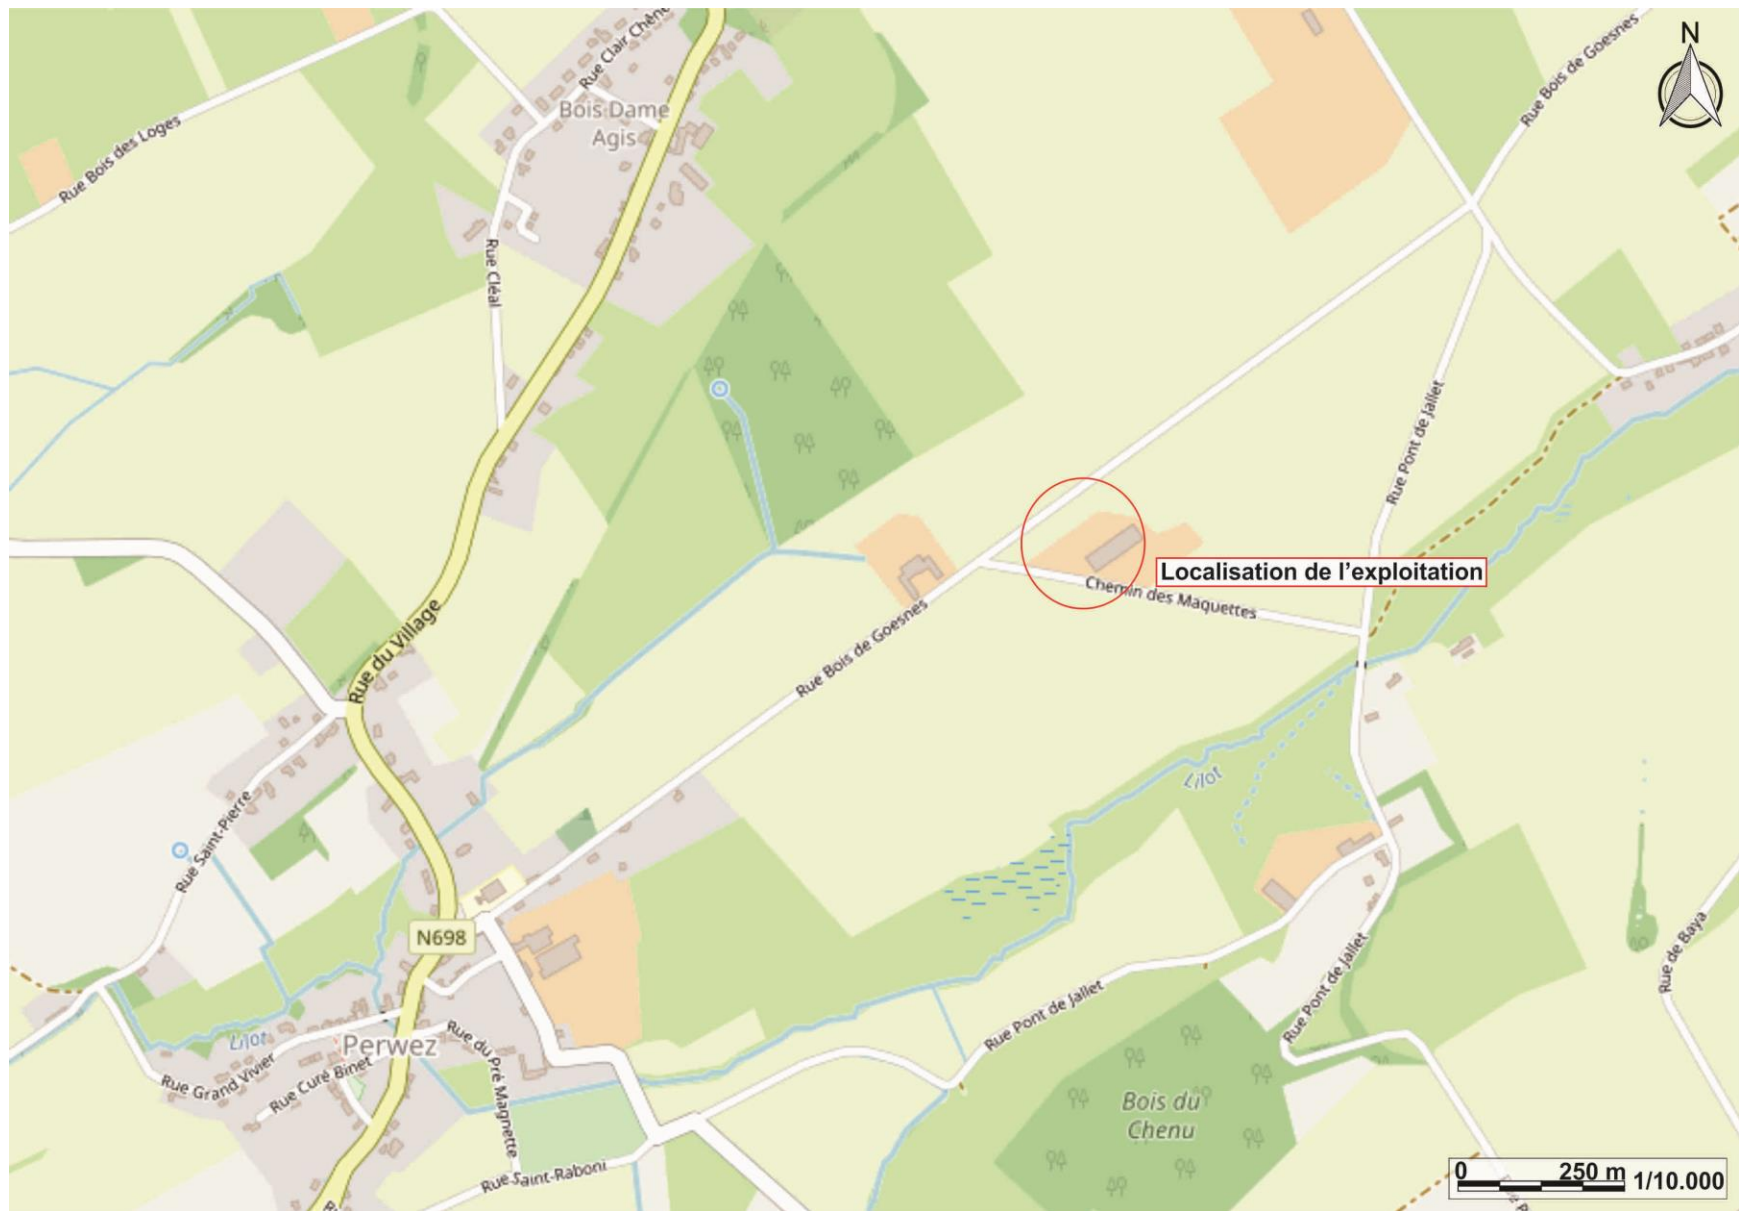 Rue Clair Chêne
Rue Bois de Goesnes
N
Bois Dame
Agis
Rue Bois des Loges
Rue Cléal
Rue Pont de Jallet
Localisation de l'exploitation
Chemin des Maquettes
Rue du Village
Rue Bois de Goesnes
Lilot
Rue Saint-Pierre
N698
Rue de Baya
Rue Pont de Jallet
Rue Pont de Jallet
Lilot
Perwez
Rue du Pré Magnette
Rue Grand Vivier
Rue Curé Binet
Bois du
Chenu
Rue Saint-Raboni
0 250 m 1/10.000